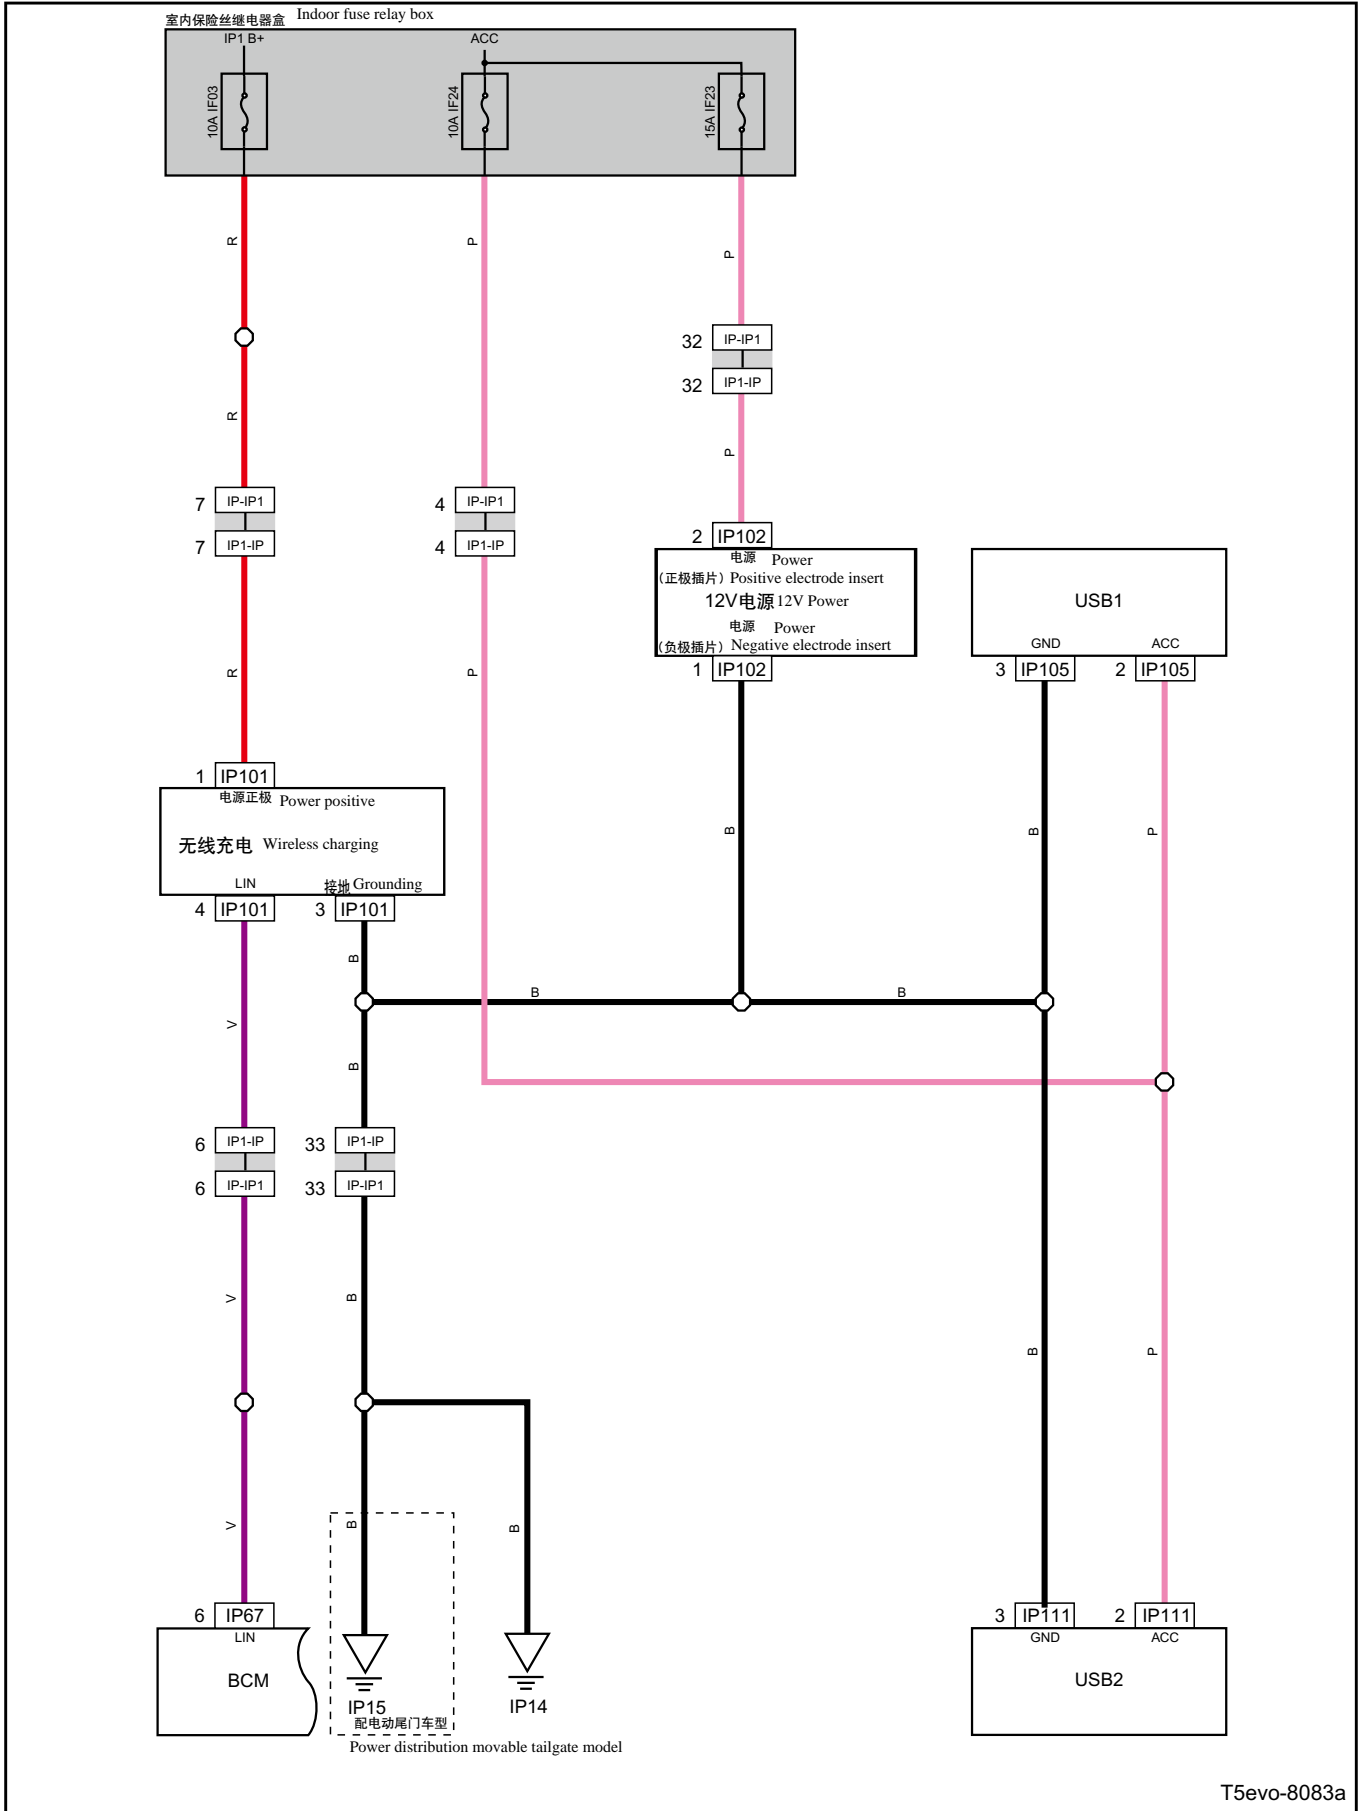 室内保险丝继电器盒 Indoor fuse relay box
IP1 B+ ACC
10A IF03 10A IF24 15A IF23
R P P
32 IP-IP1
32 IP1-IP
R P
7 IP-IP1 4 IP-IP1
7 IP1-IP 4 IP1-IP
2 IP102
电源 Power
(正极插片) Positive electrode insert
12V电源 12V Power
电源 Power
(负极插片) Negative electrode insert
1 IP102
USB1
GND ACC
3 IP105 2 IP105
R P
1 IP101
电源正极 Power positive
无线充电 Wireless charging
LIN 接地 Grounding
4 IP101 3 IP101
B B P
B
B B
V
B
6 IP1-IP 33 IP1-IP
6 IP-IP1 33 IP-IP1
V B
B P
V B B
6 IP67
LIN
BCM
3 IP111 2 IP111
GND ACC
USB2
IP15 IP14
配电动尾门车型
Power distribution movable tailgate model
T5evo-8083a